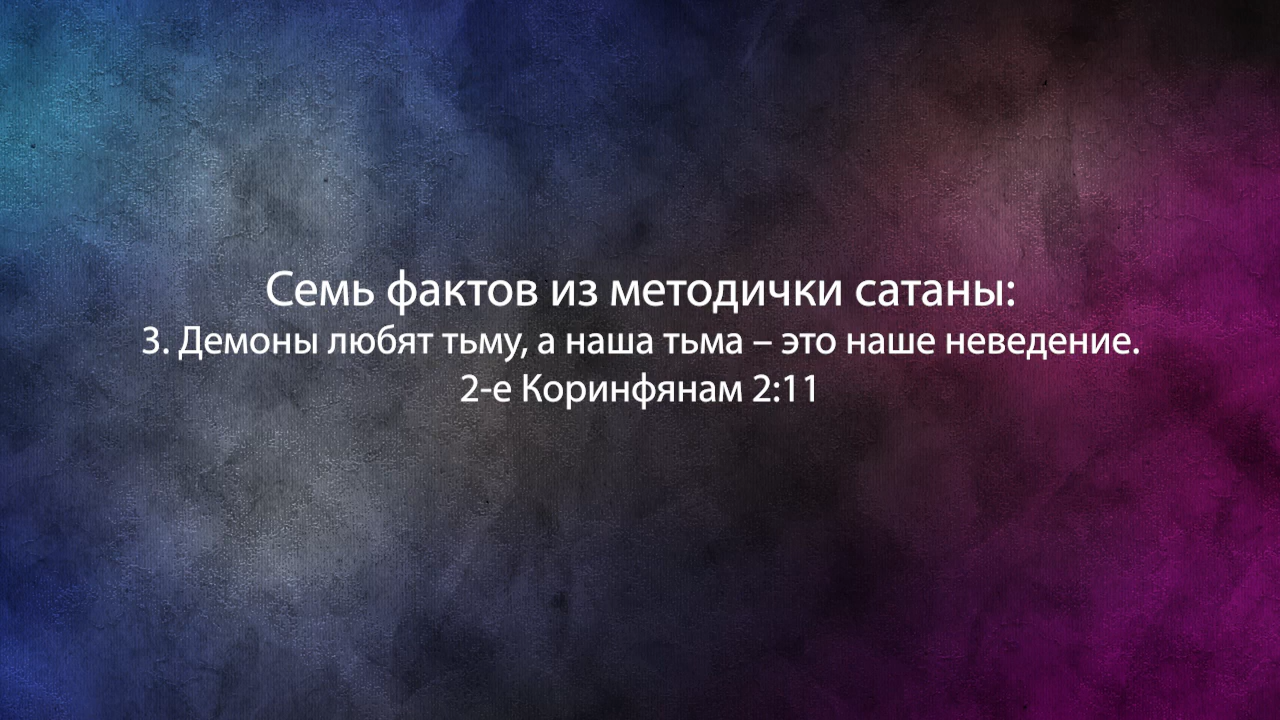 Семь фактов из методички сатаны:
3. Демоны любят тьму, а наша тьма – это наше неведение.
2-е Коринфянам 2:11